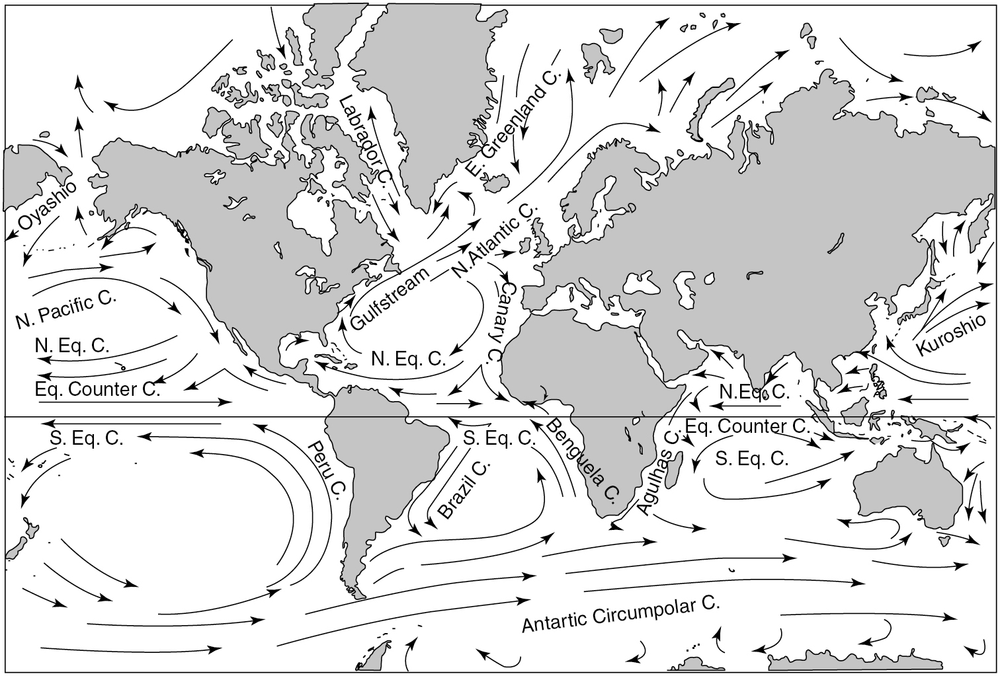 Labrador C.
E. Greenland C.
Oyashio
N. Atlantic C.
Gulfstream
N. Pacific C.
Canary C.
Kuroshio
N. Eq. C.
N. Eq. C.
Eq. Counter C.
N.Eq. C.
Eq. Counter C.
S. Eq. C.
S. Eq. C.
S. Eq. C.
Peru C.
Brazil C.
Benguela C.
Agulhas C.
Antartic Circumpolar C.